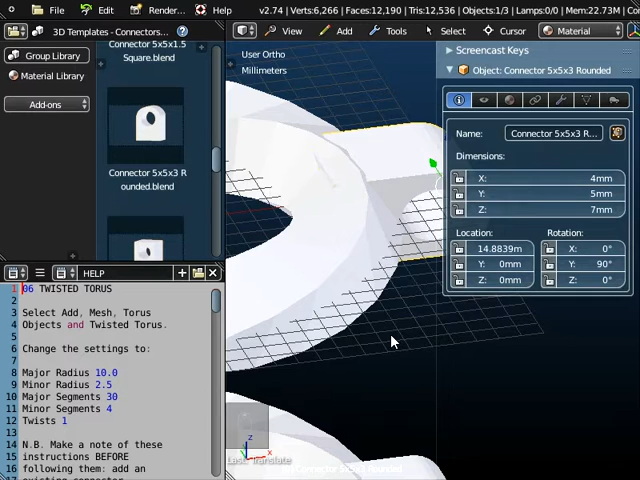 File
Edit
Render..
Help
v2.74 | Verts:6,266 | Faces:12,190 | Tris:12,536 | Objects:1/3 | Lamps:0/0 | Mem:22.73M
3D Templates - Connectors...
Group Library
Material Library
Add-ons
Connector 5x5x1.5
Square.blend
Connector 5x5x3 R
ounded.blend
View
Add
Tools
Select
Cursor
Material
User Ortho
Millimeters
Screencast Keys
Object: Connector 5x5x3 Rounded
Name:
Connector 5x5x3 R...
Dimensions:
X: 4mm
Y: 5mm
Z: 7mm
Location:
Rotation:
14.8839m
X: 0°
Y: 0mm
Y: 90°
Z: 0mm
Z: 0°
HELP
1 06 TWISTED TORUS
2
3 Select Add, Mesh, Torus
4 Objects and Twisted Torus.
5
6 Change the settings to:
7
8 Major Radius 10.0
9 Minor Radius 2.5
10 Major Segments 30
11 Minor Segments 4
12 Twists 1
13
14 N.B. Make a note of these
15 instructions BEFORE
16 following them: add an
Z
X
Last: Translate
Connector 5x5x3 Rounded